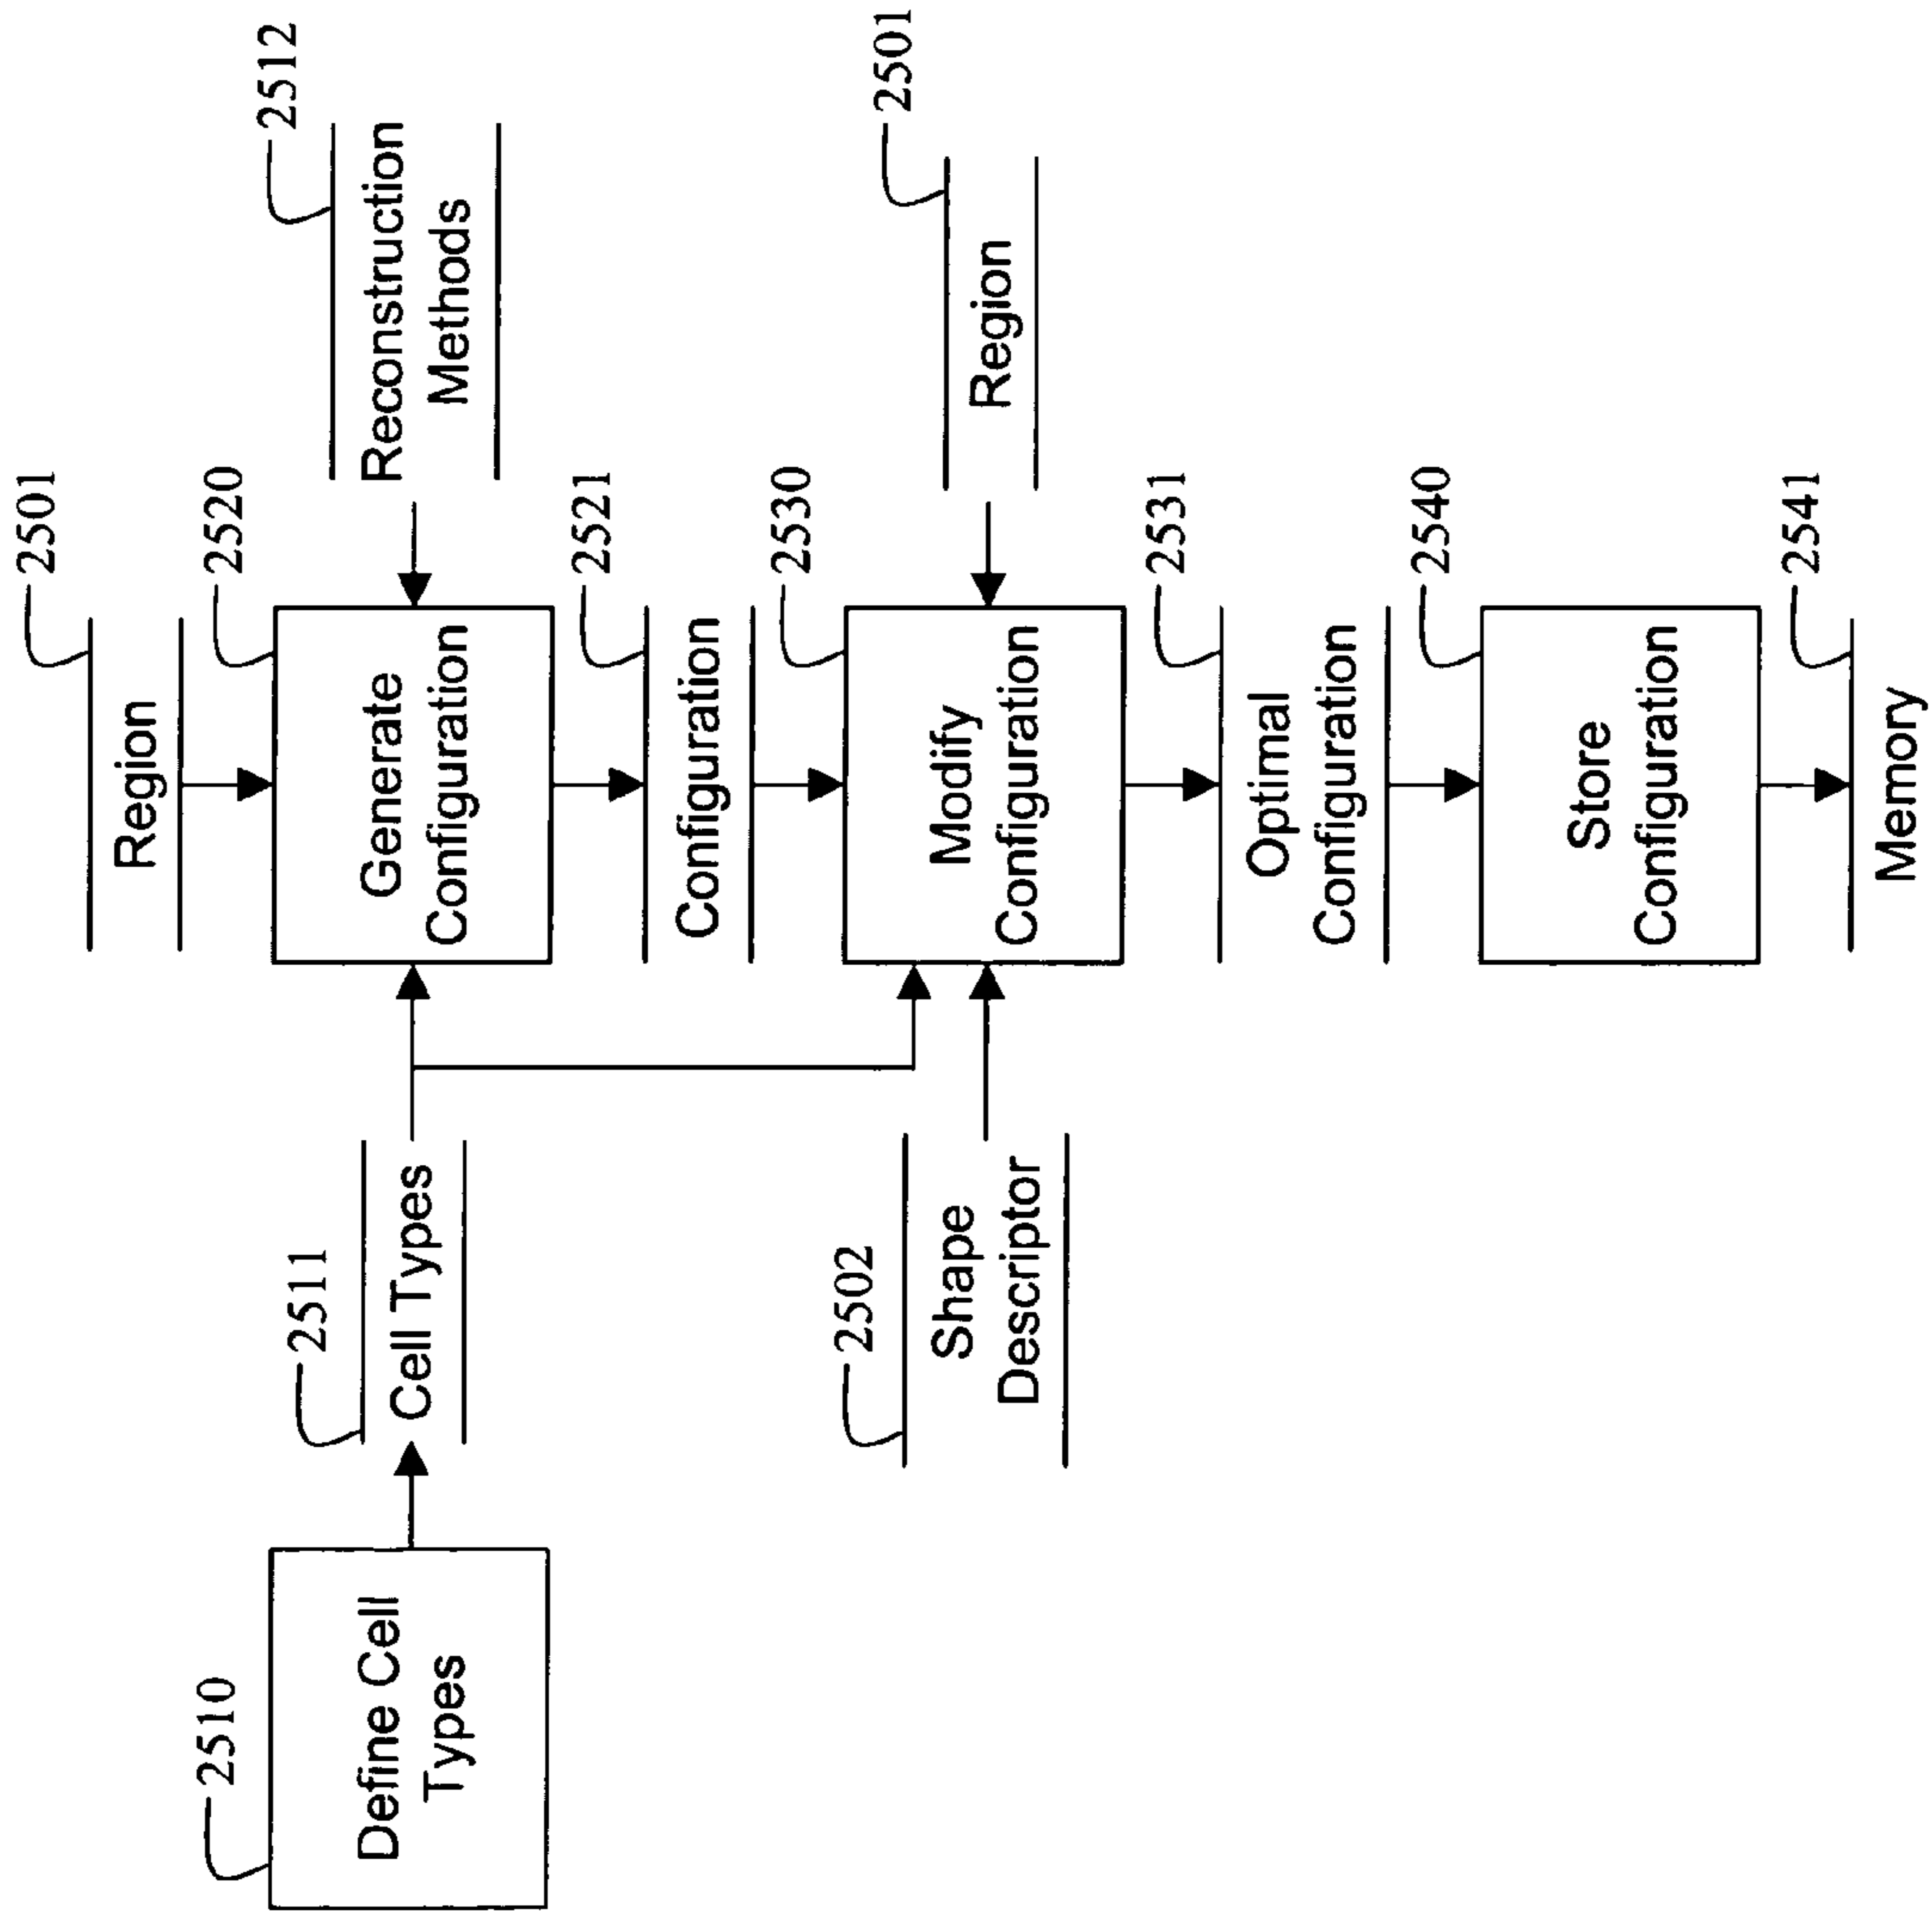 2501
Region
2510
Define Cell
Types
2511
Cell Types
2520
Generate
Configuration
2512
Reconstruction
Methods
2521
Configuration
2502
Shape
Descriptor
2530
Modify
Configuration
2501
Region
2531
Optimal
Configuration
2540
Store
Configuration
2541
Memory